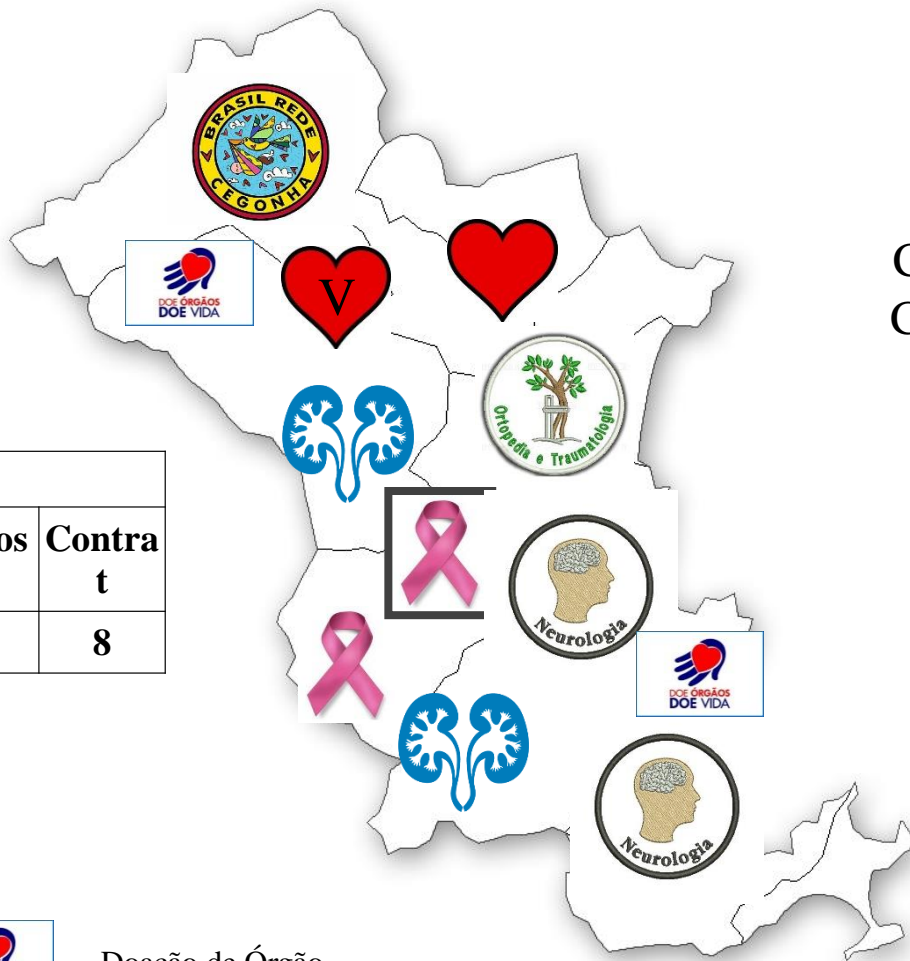 BRASIL REDE
CEGONHA
DOE ÓRGÃOS
DOE VIDA
V
C
C
Ortopedia e Traumatologia
os
Contra
t
8
Neurologia
DOE ÓRGÃOS
DOE VIDA
Neurologia
Doação de Órgão